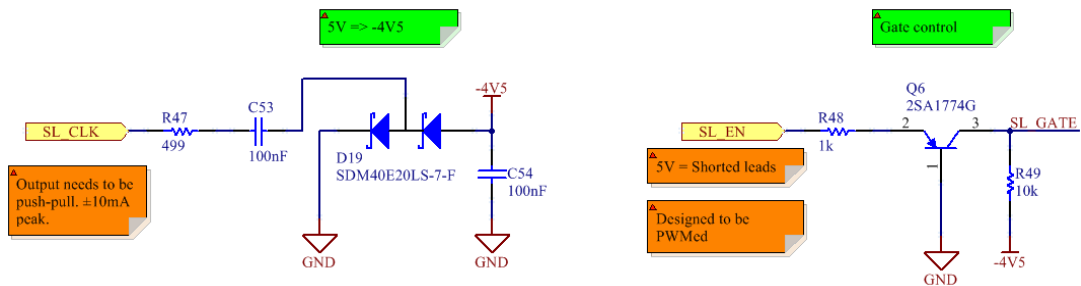 5V => -4V5
Gate control
SL_CLK
R47
499
C53
100nF
D19
SDM40E20LS-7-F
-4V5
C54
100nF
GND
GND
Output needs to be
push-pull. ±10mA
peak.
SL_EN
R48
1k
Q6
2SA1774G
2
3
1
SL_GATE
R49
10k
-4V5
GND
5V = Shorted leads
Designed to be
PWMed